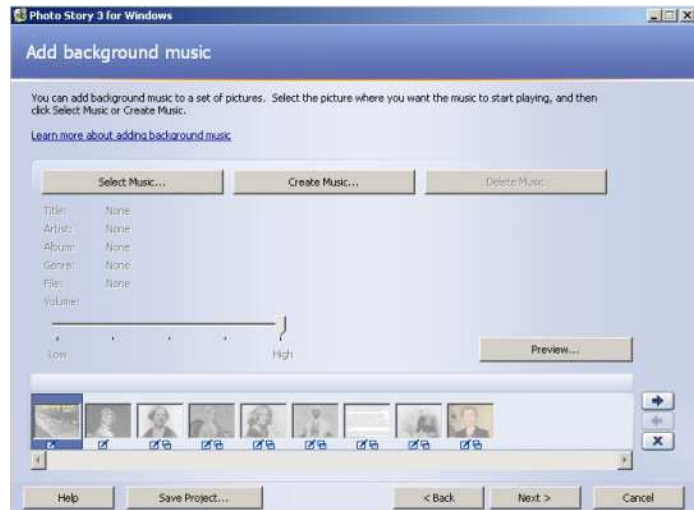 Photo Story 3 for Windows
Add background music
You can add background music to a set of pictures. Select the picture where you want the music to start playing, and then
click Select Music or Create Music.
Learn more about adding background music
Select Music... Create Music... Delete Music
Title: None
Artist: None
Album: None
Genre: None
File: None
Volume:
Low High
Preview...
Help Save Project... < Back Next > Cancel